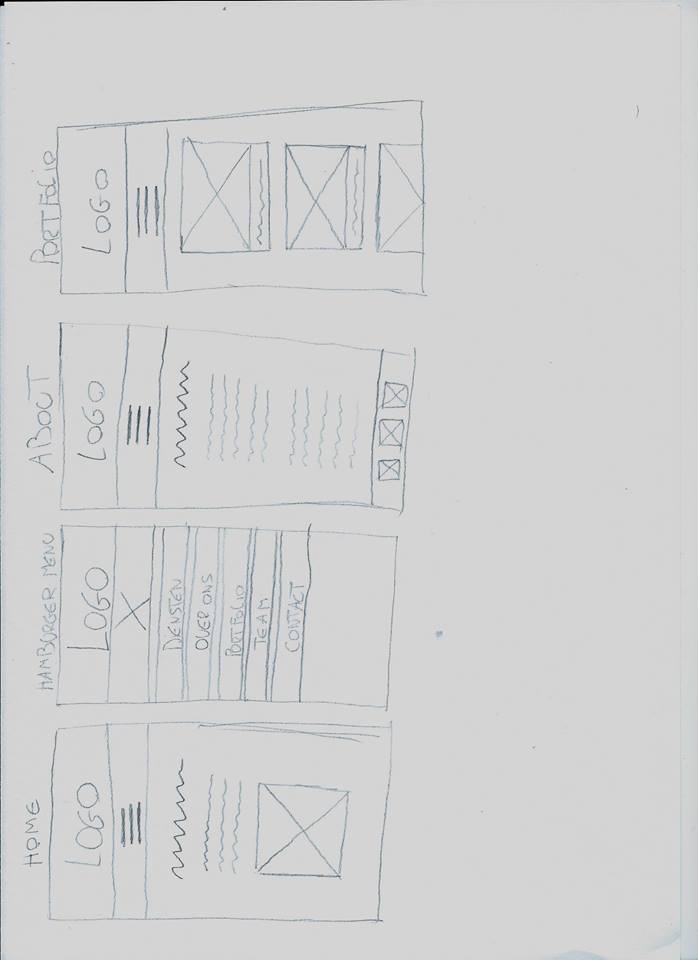 HOME
LOGO
HAMBURGER MENU
LOGO
DIENSTEN
OVER ONS
PORTFOLIO
TEAM
CONTACT
ABOUT
LOGO
PORTFOLIO
LOGO